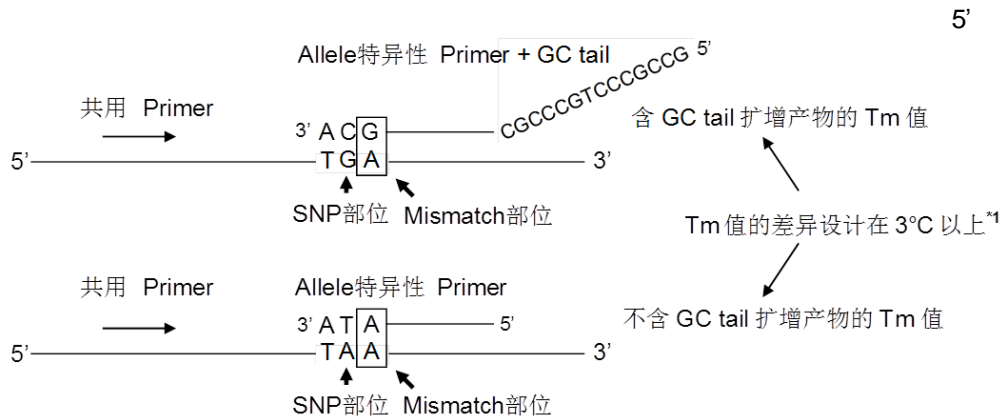 5’
Allele特异性 Primer + GC tail
CGCCCGTCCCGCCG 5’
共用 Primer
含 GC tail 扩增产物的 Tm 值
3’ A C G
5’ T G A 3’
SNP部位 Mismatch部位
Tm 值的差异设计在 3°C 以上*1
共用 Primer
Allele特异性 Primer
不含 GC tail 扩增产物的 Tm 值
3’ A T A 5’
5’ T A A 3’
SNP部位 Mismatch部位